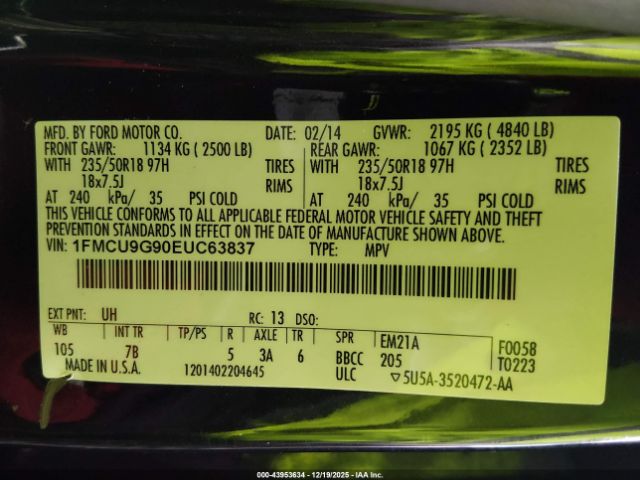 MFD. BY FORD MOTOR CO. DATE: 02/14 GVWR: 2195 KG ( 4840 LB)
FRONT GAWR: 1134 KG ( 2500 LB) REAR GAWR: 1067 KG ( 2352 LB)
WITH 235/50R18 97H TIRES WITH 235/50R18 97H TIRES
18x7.5J RIMS 18x7.5J RIMS
AT 240 kPa/ 35 PSI COLD AT 240 kPa/ 35 PSI COLD
THIS VEHICLE CONFORMS TO ALL APPLICABLE FEDERAL MOTOR VEHICLE SAFETY AND THEFT
PREVENTION STANDARDS IN EFFECT ON THE DATE OF MANUFACTURE SHOWN ABOVE.
VIN: 1FMCU9G90EUC63837 TYPE: MPV
EXT PNT: UH RC: 13 DSO:
WB INT TR TP/PS R AXLE TR SPR EM21A F0058
105 7B 5 3A 6 BBCC 205 T0223
MADE IN U.S.A. 1201402204645 ULC ▽5U5A-3520472-AA
000-43953634 - 12/19/2025 - IAAI, Inc.